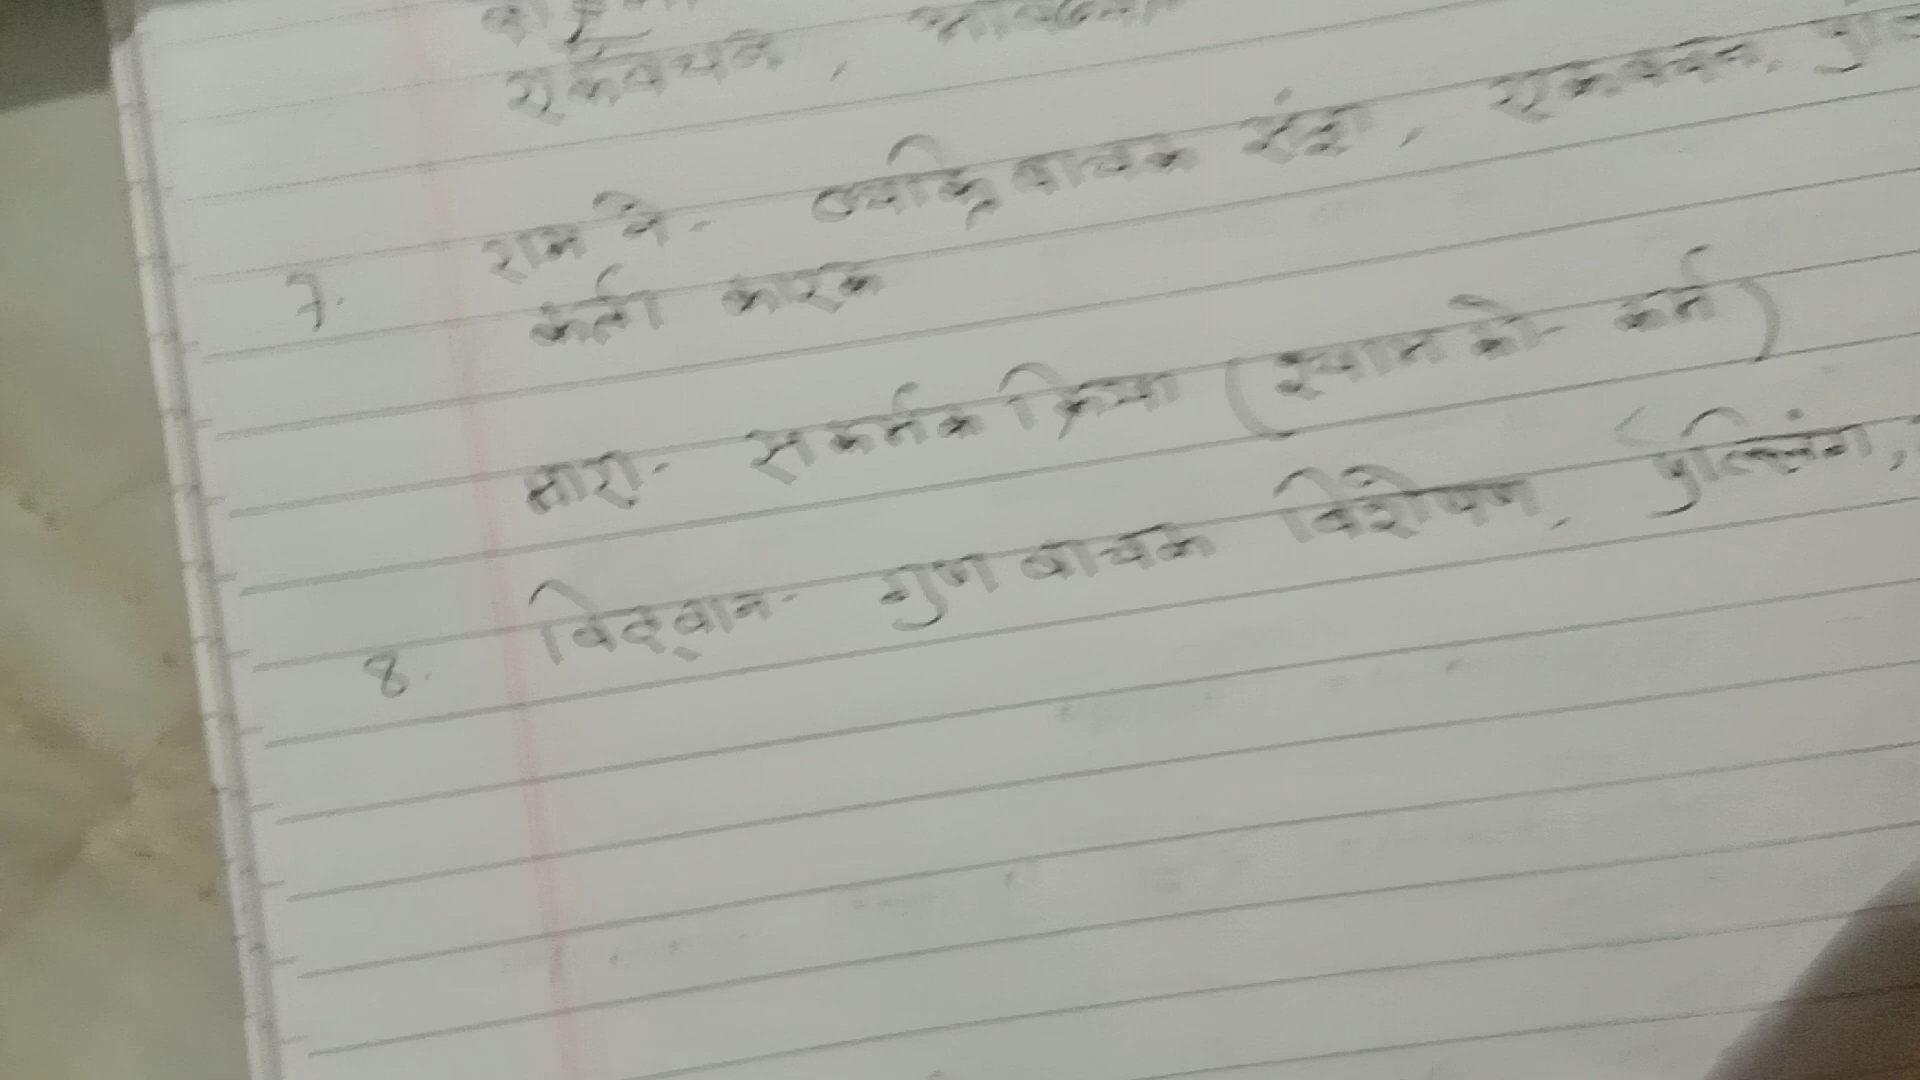 एकवचन,
7. राम ने - व्यक्तिवाचक संज्ञा, एकवचन,
कर्ता कारक
मारा - सकर्मक क्रिया (श्याम को - कर्म)
8. विद्वान - गुणवाचक विशेषण, पुल्लिंग,